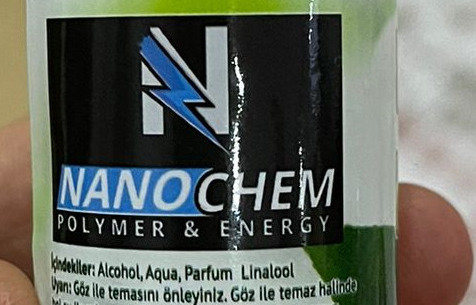 N
NANOCHEM
POLYMER & ENERGY
İçindekiler: Alcohol, Aqua, Parfum Linalool
Uyarı: Göz ile temasını önleyiniz. Göz ile temaz halinde